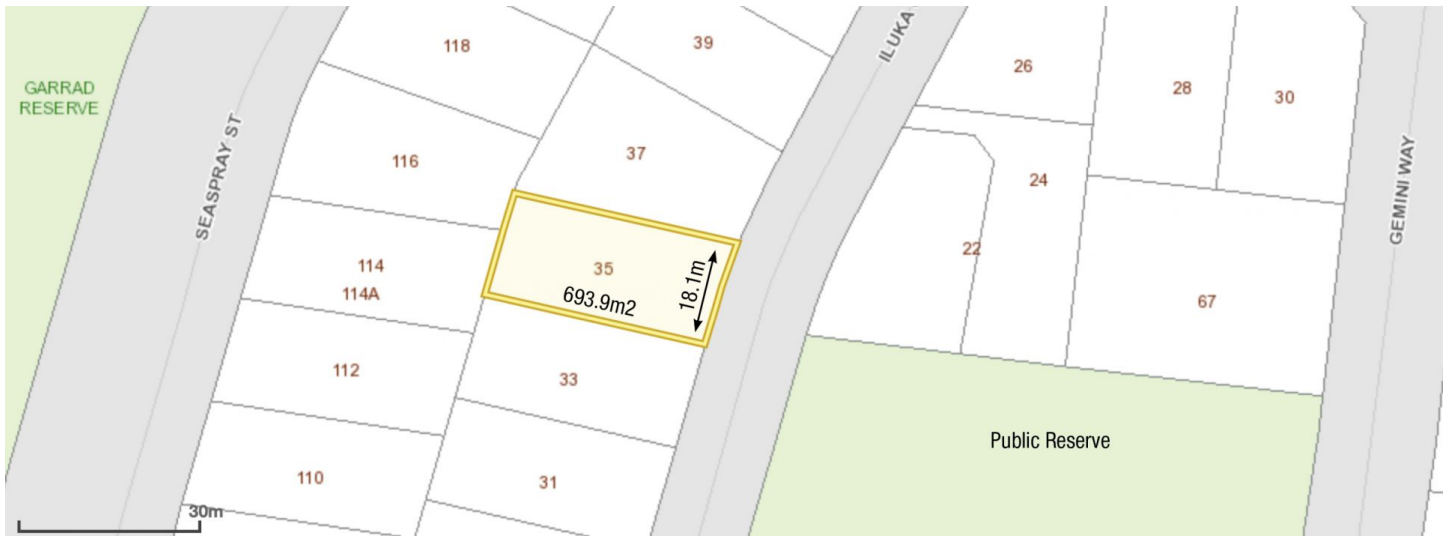 118
39
ILUKA
26
28
30
GARRAD
RESERVE
SEASPRAY ST
116
37
24
GEMINI WAY
114
114A
35
693.9m2
18.1m
22
67
112
33
Public Reserve
110
31
30m